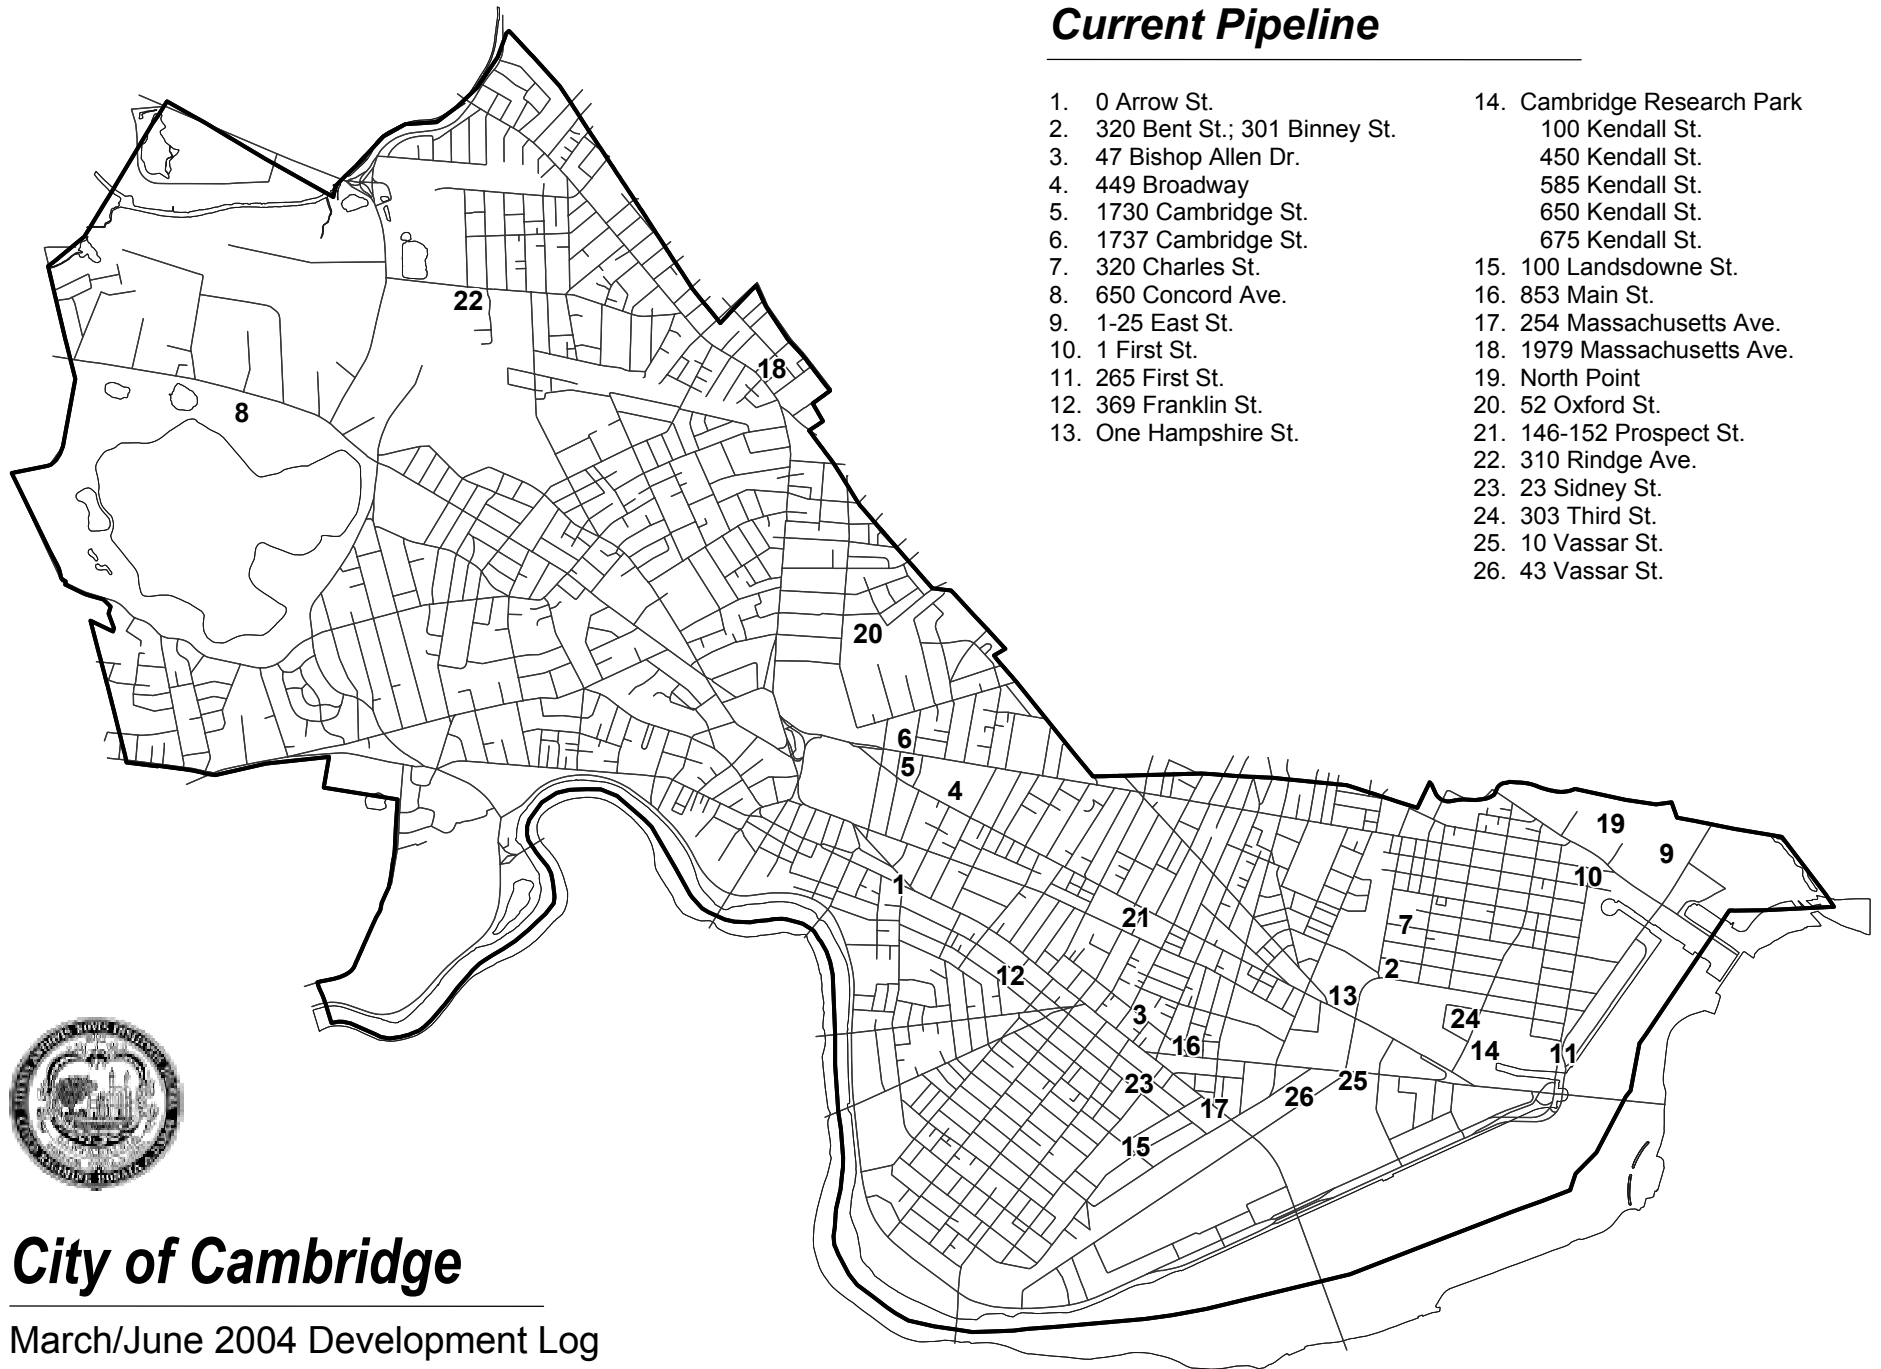 Current Pipeline
1. 0 Arrow St.
2. 320 Bent St.; 301 Binney St.
3. 47 Bishop Allen Dr.
4. 449 Broadway
5. 1730 Cambridge St.
6. 1737 Cambridge St.
7. 320 Charles St.
8. 650 Concord Ave.
9. 1-25 East St.
10. 1 First St.
11. 265 First St.
12. 369 Franklin St.
13. One Hampshire St.
14. Cambridge Research Park
100 Kendall St.
450 Kendall St.
585 Kendall St.
650 Kendall St.
675 Kendall St.
15. 100 Landsdowne St.
16. 853 Main St.
17. 254 Massachusetts Ave.
18. 1979 Massachusetts Ave.
19. North Point
20. 52 Oxford St.
21. 146-152 Prospect St.
22. 310 Rindge Ave.
23. 23 Sidney St.
24. 303 Third St.
25. 10 Vassar St.
26. 43 Vassar St.
22
18
8
20
6
5
4
19
9
10
1
21
7
2
12
13
3
24
16
14
11
23
25
26
17
15
City of Cambridge
March/June 2004 Development Log